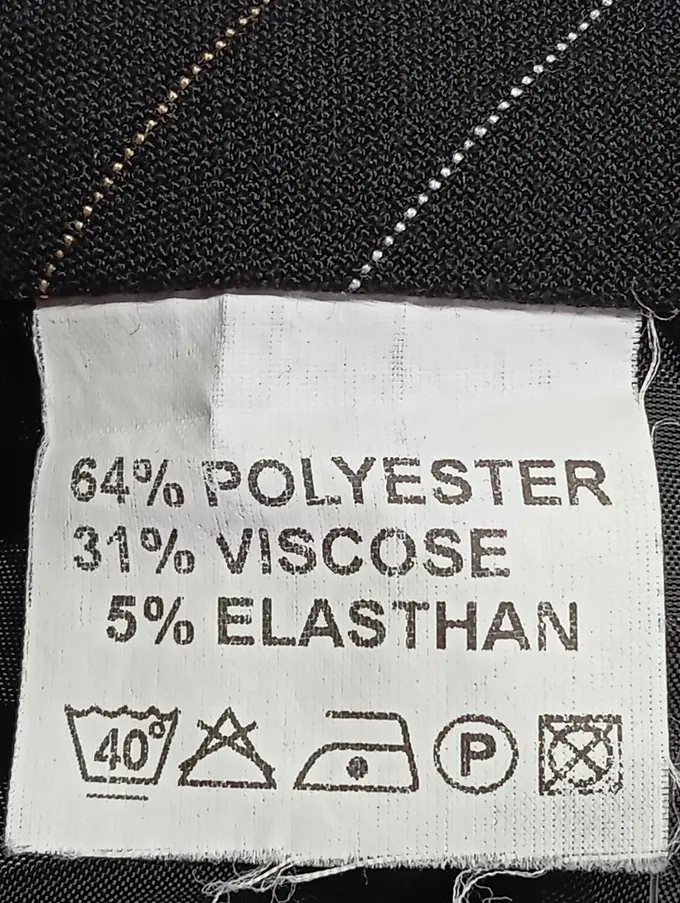 64% POLYESTER
31% VISCOSE
5% ELASTHAN
40° P